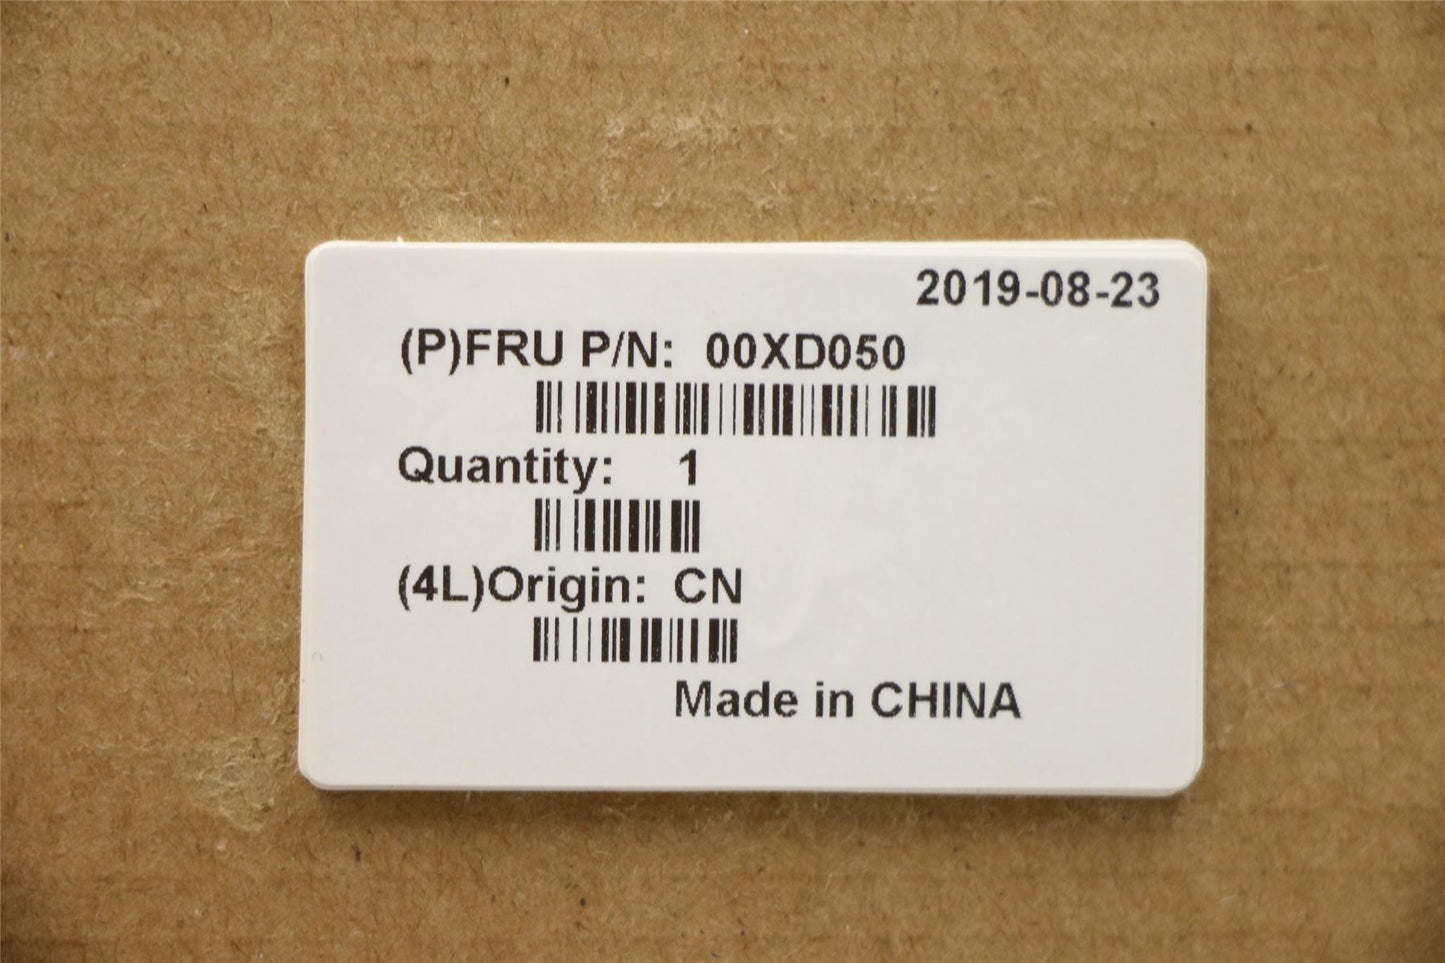 2019-08-23
(P)FRU P/N: 00XD050
Quantity: 1
(4L)Origin: CN
Made in CHINA